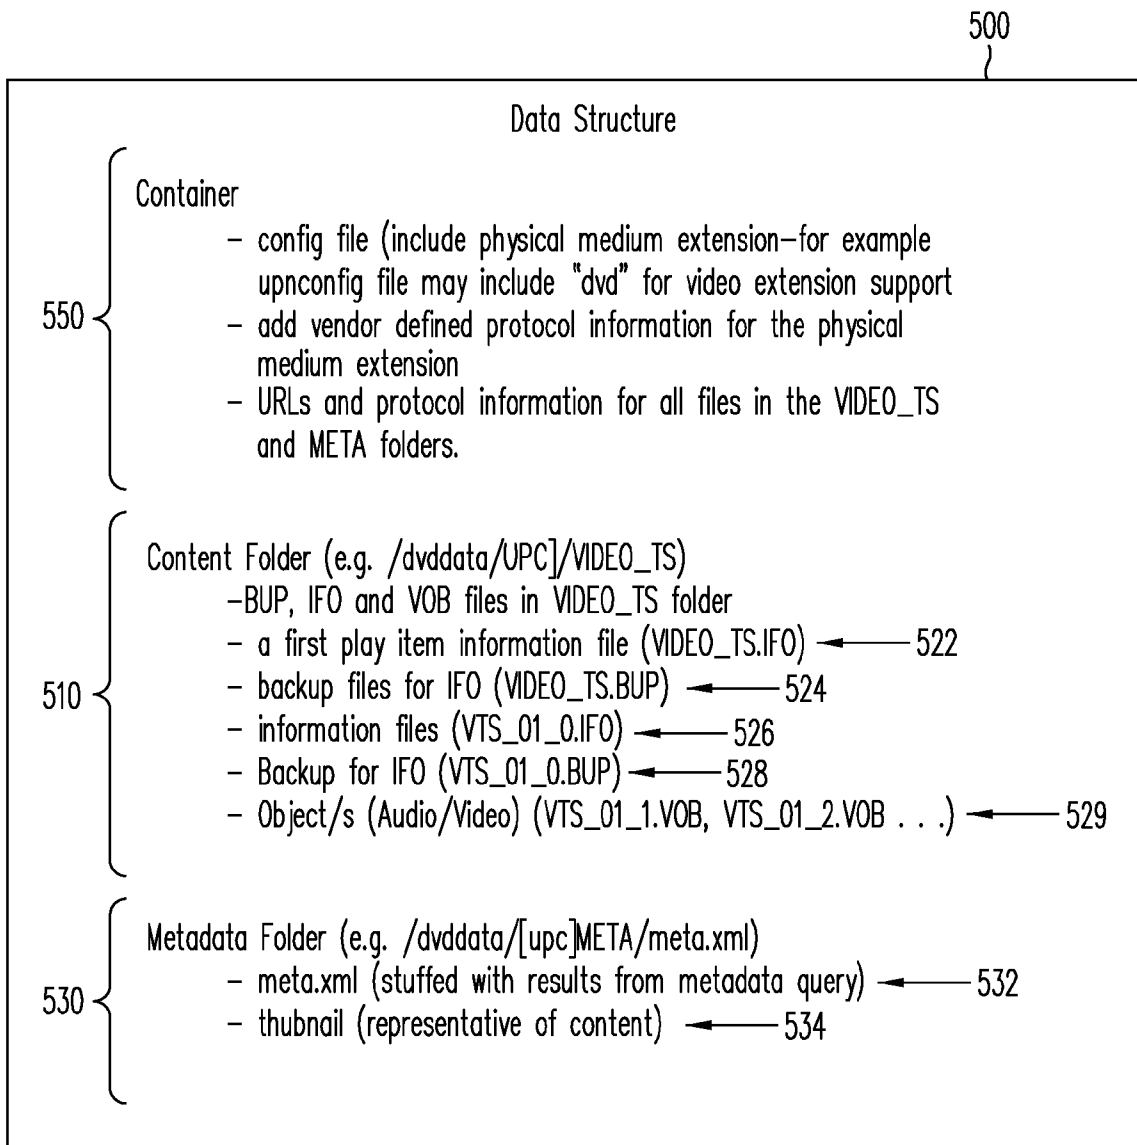 500
Data Structure
Container
- config file (include physical medium extension-for example
upnconfig file may include "dvd" for video extension support
550
- add vendor defined protocol information for the physical
medium extension
- URLs and protocol information for all files in the VIDEO_TS
and META folders.
Content Folder (e.g. /dvddata/UPC]/VIDEO_TS)
-BUP, IFO and VOB files in VIDEO_TS folder
- a first play item information file (VIDEO_TS.IFO) 522
510
- backup files for IFO (VIDEO_TS.BUP) 524
- information files (VTS_01_0.IFO) 526
- Backup for IFO (VTS_01_0.BUP) 528
- Object/s (Audio/Video) (VTS_01_1.VOB, VTS_01_2.VOB . . .) 529
Metadata Folder (e.g. /dvddata/[upc]META/meta.xml)
- meta.xml (stuffed with results from metadata query) 532
530
- thubnail (representative of content) 534